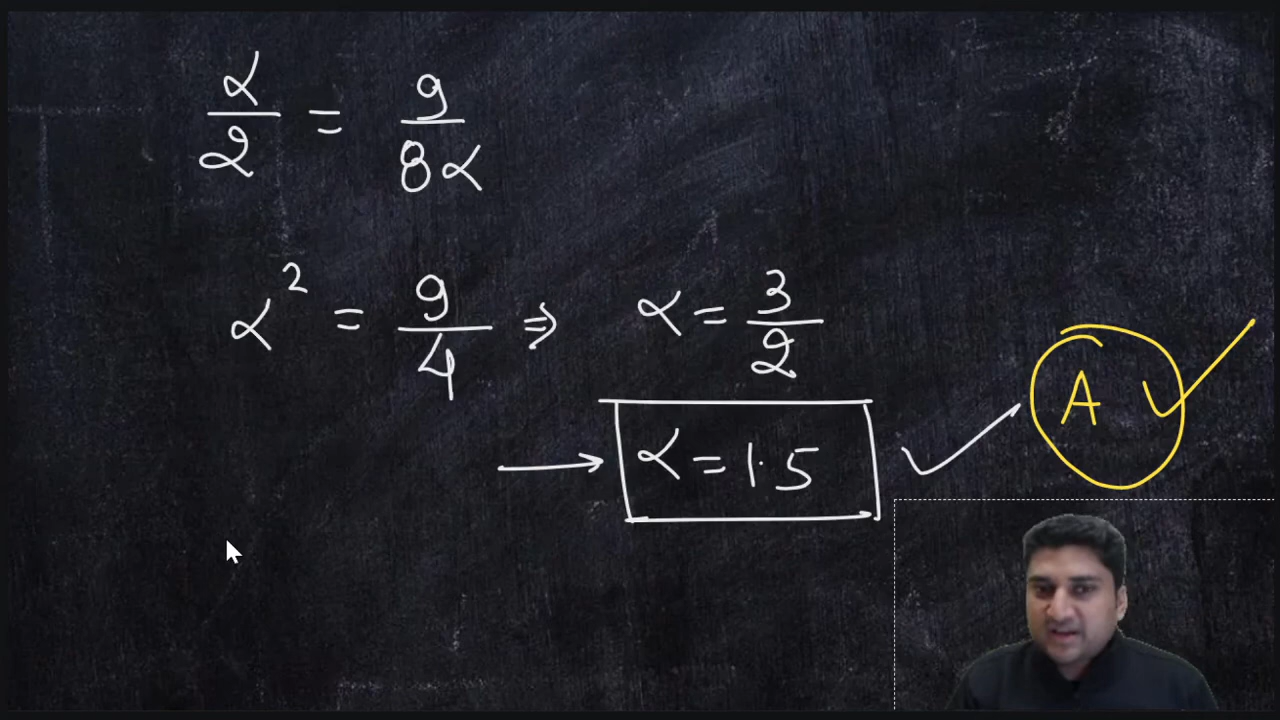 α/2 = 9/8α
α² = 9/4 ⇒ α = 3/2
→ α = 1.5 ✓ A ✓